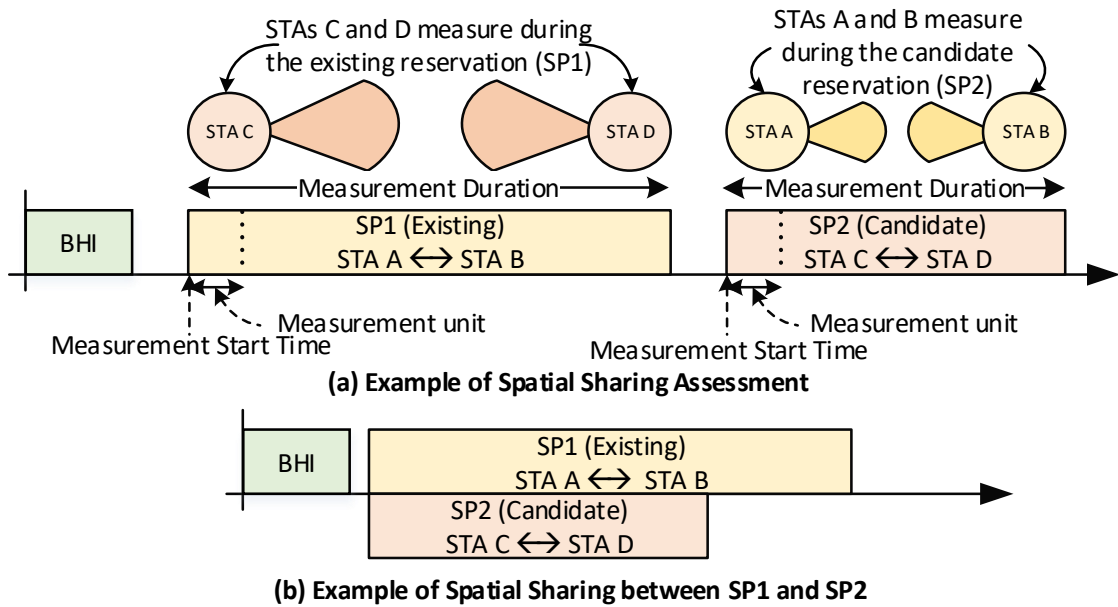 STAs C and D measure during
the existing reservation (SP1)
STAs A and B measure
during the candidate
reservation (SP2)
STA C
STA D
STA A
STA B
Measurement Duration
Measurement Duration
BHI
SP1 (Existing)
STA A ↔ STA B
SP2 (Candidate)
STA C ↔ STA D
Measurement unit
Measurement Start Time
Measurement unit
Measurement Start Time
(a) Example of Spatial Sharing Assessment
BHI
SP1 (Existing)
STA A ↔ STA B
SP2 (Candidate)
STA C ↔ STA D
(b) Example of Spatial Sharing between SP1 and SP2